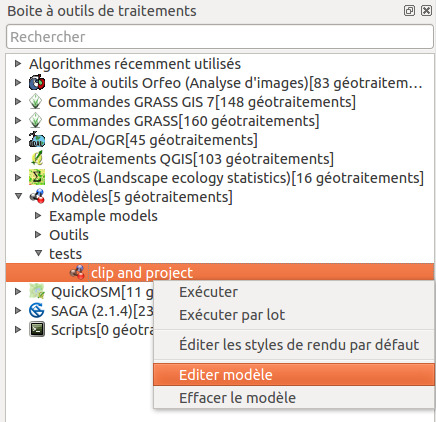 Boite à outils de traitements
Rechercher
Algorithmes récemment utilisés
Boîte à outils Orfeo (Analyse d'images)[83 géotraitem...
Commandes GRASS GIS 7[148 géotraitements]
Commandes GRASS[160 géotraitements]
GDAL/OGR[45 géotraitements]
Géotraitements QGIS[103 géotraitements]
LecoS (Landscape ecology statistics)[16 géotraitements]
Modèles[5 géotraitements]
Example models
Outils
tests
clip and project
QuickOSM[11 g
SAGA (2.1.4)[23
Scripts[0 géotra
Exécuter
Exécuter par lot
Éditer les styles de rendu par défaut
Editer modèle
Effacer le modèle